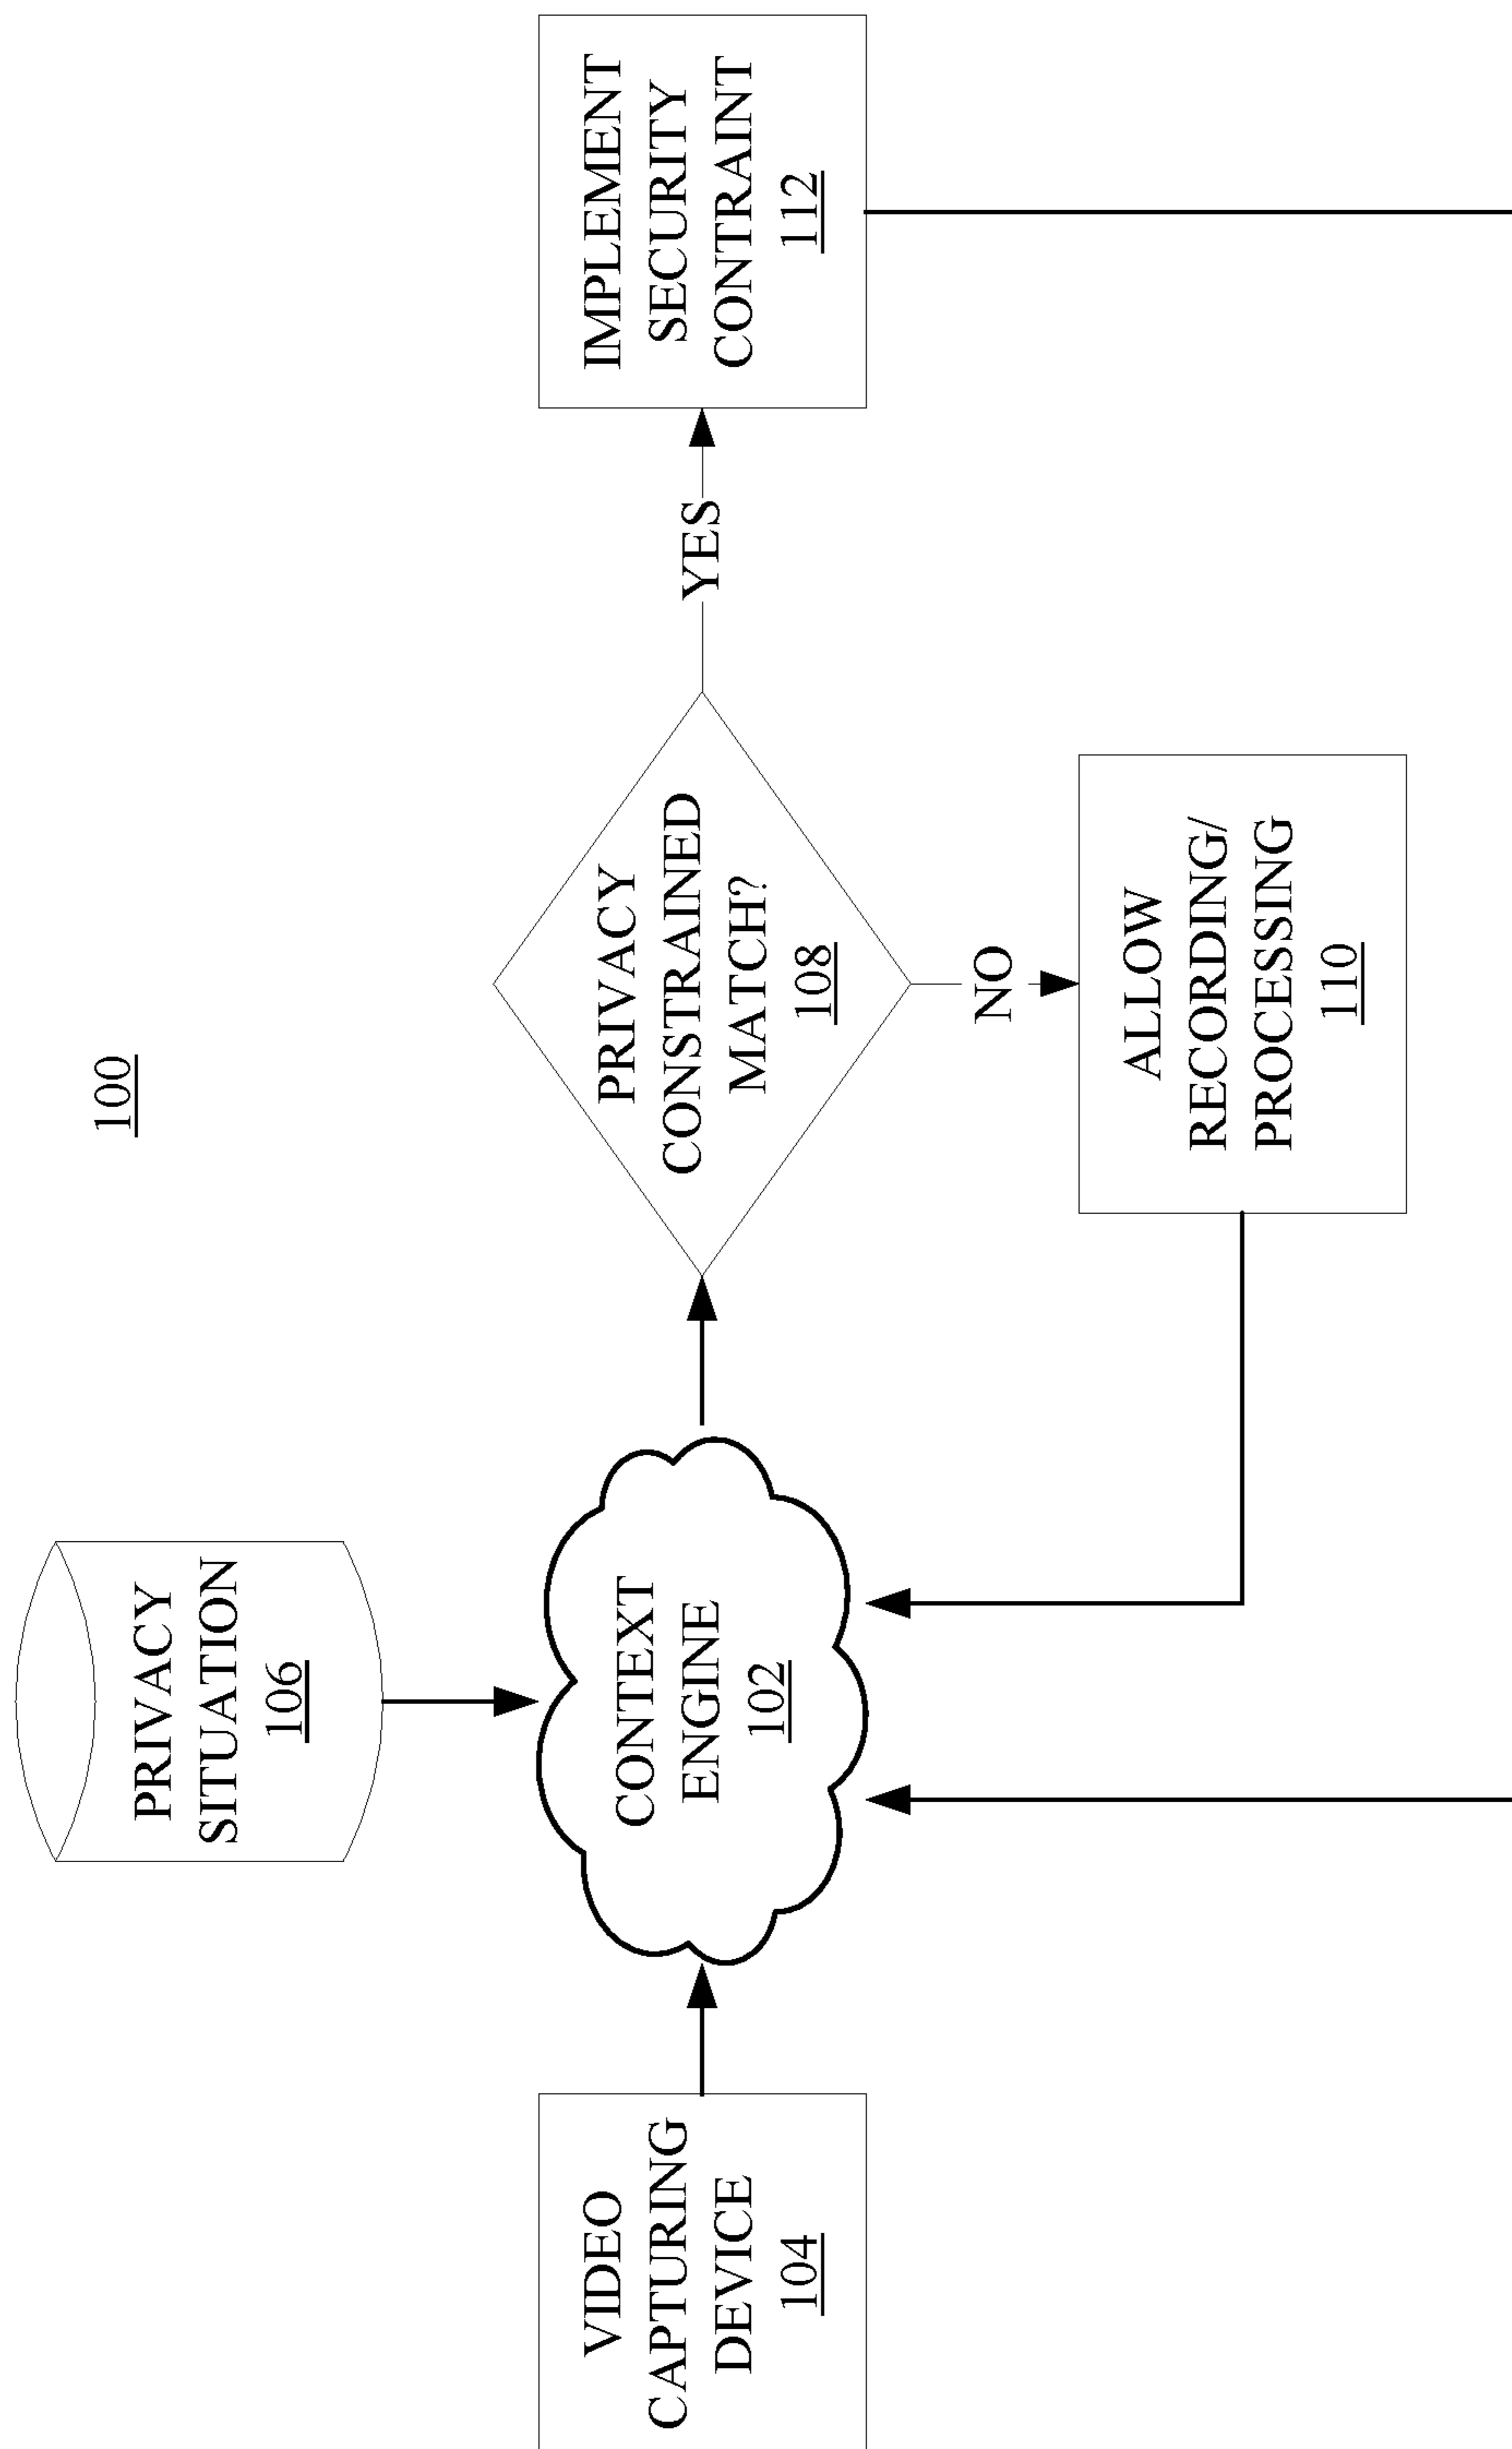 100
PRIVACY
SITUATION
106
VIDEO
CAPTURING
DEVICE
104
CONTEXT
ENGINE
102
PRIVACY
CONSTRAINED
MATCH?
108
YES
IMPLEMENT
SECURITY
CONTRAINT
112
NO
ALLOW
RECORDING/
PROCESSING
110